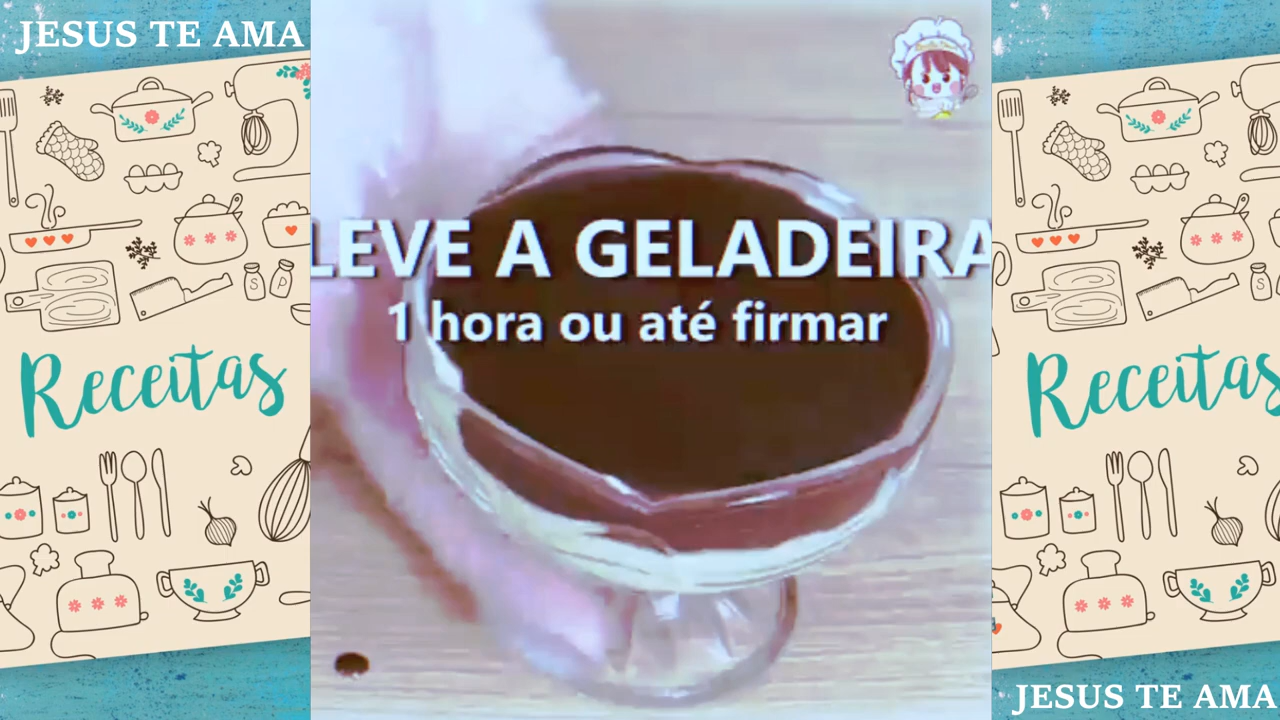 JESUS TE AMA
LEVE A GELADEIRA
1 hora ou até firmar
Receitas
Receitas
S P
S
JESUS TE AMA